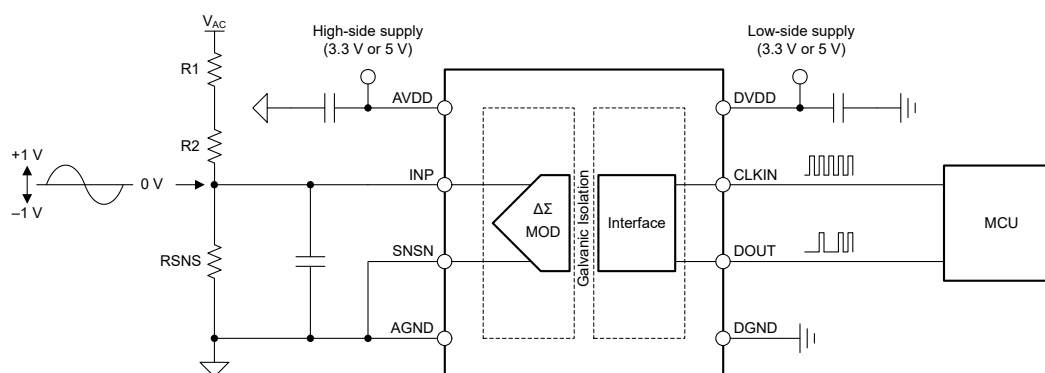 V_AC
High-side supply
(3.3 V or 5 V)
Low-side supply
(3.3 V or 5 V)
R1
AVDD
DVDD
R2
+1 V
0 V
–1 V
INP
CLKIN
ΔΣ
MOD
Galvanic Isolation
Interface
MCU
RSNS
SNSN
DOUT
AGND
DGND